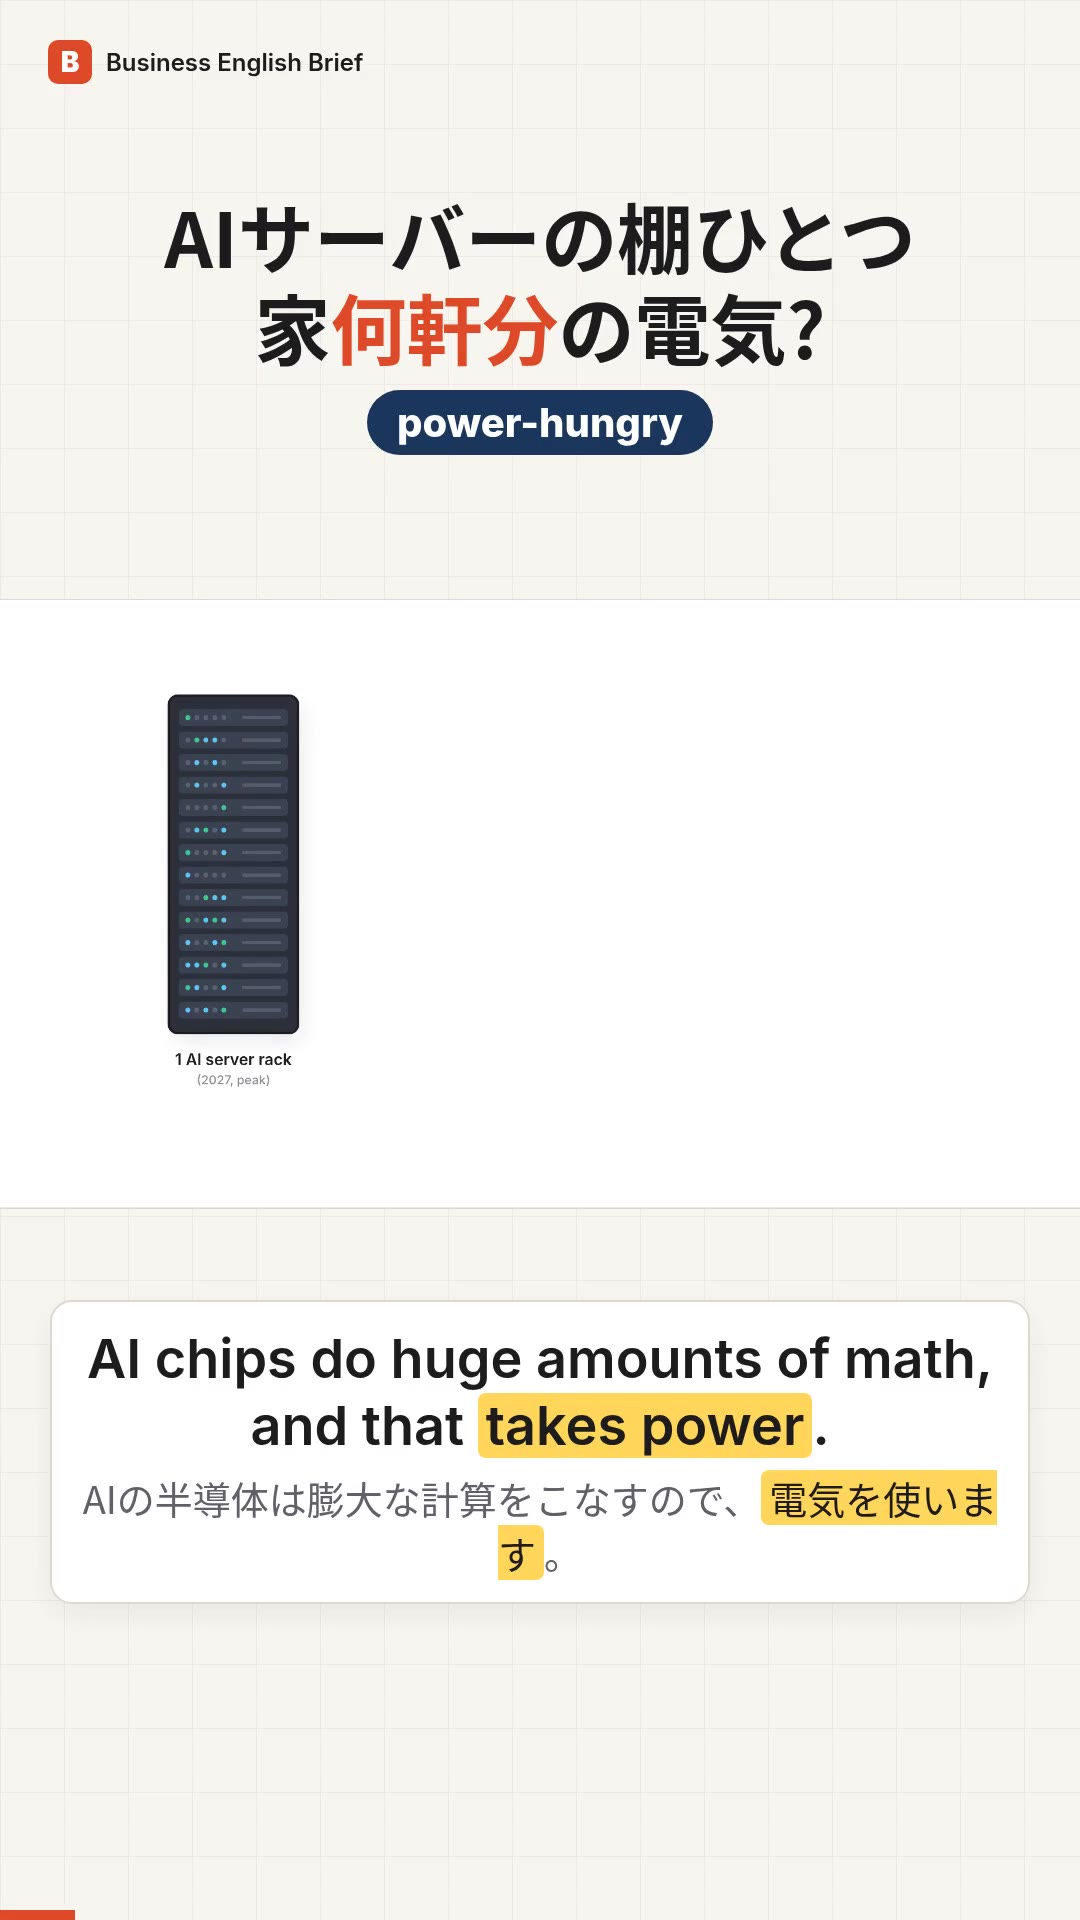 B Business English Brief
AIサーバーの棚ひとつ
家何軒分の電気?
power-hungry
1 AI server rack
(2027, peak)
AI chips do huge amounts of math,
and that takes power.
AIの半導体は膨大な計算をこなすので、電気を使いま
す。